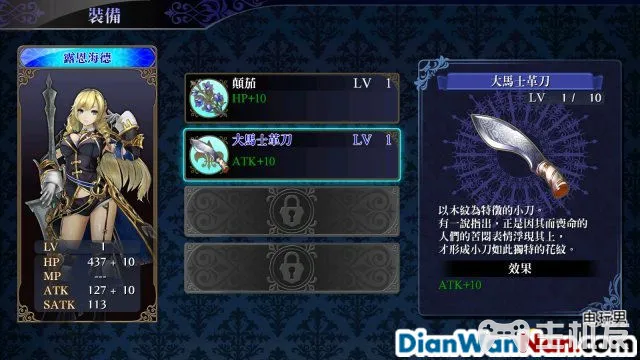 裝備
露恩海德
LV 1
HP 437 + 10
MP ---
ATK 127 + 10
SATK 113
顛茄 LV 1
HP+10
大馬士革刀 LV 1
ATK+10
大馬士革刀
LV 1 / 10
以木紋為特徵的小刀。
有一說指出，正是因其而喪命的
人們的苦悶表情浮現其上，
才形成小刀如此獨特的花紋。
效果
ATK+10
电玩男
DianWanNan.com